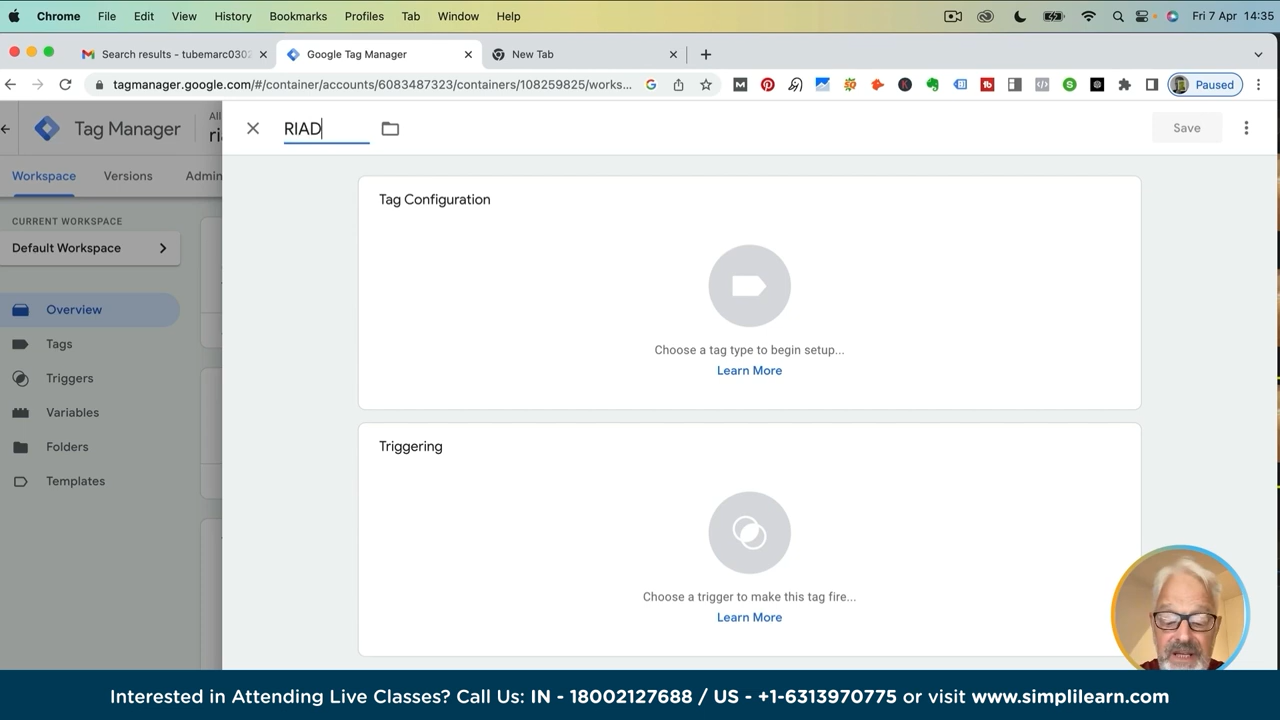 Chrome File Edit View History Bookmarks Profiles Tab Window Help Fri 7 Apr 14:35
Search results - tubemarc030 Google Tag Manager New Tab
tagmanager.google.com/#/container/accounts/6083487323/containers/108259825/works... Paused
Tag Manager All RIAD Save
Workspace Versions Admin
CURRENT WORKSPACE
Default Workspace
Overview
Tags
Triggers
Variables
Folders
Templates
Tag Configuration
Choose a tag type to begin setup...
Learn More
Triggering
Choose a trigger to make this tag fire...
Learn More
Interested in Attending Live Classes? Call Us: IN - 18002127688 / US - +1-6313970775 or visit www.simplilearn.com